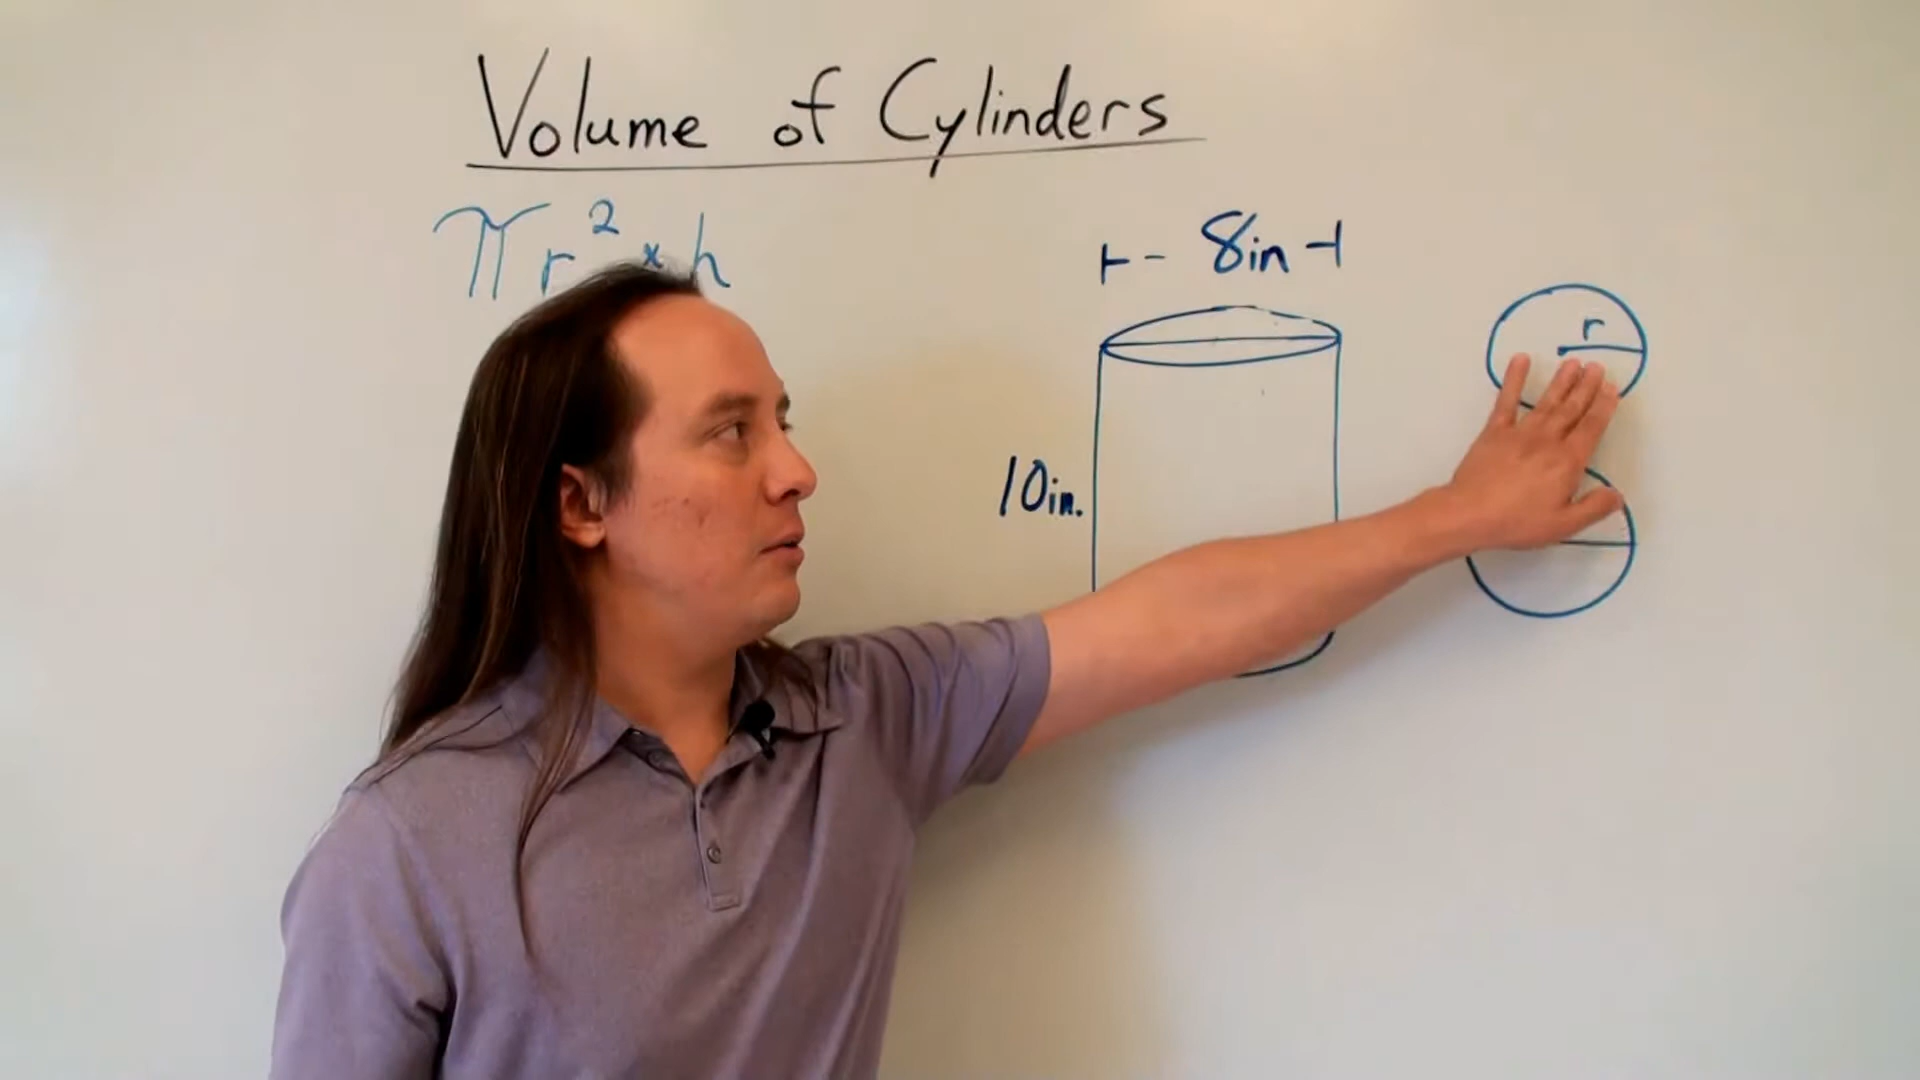 Volume of Cylinders
πr² × h
8in
r
10in.